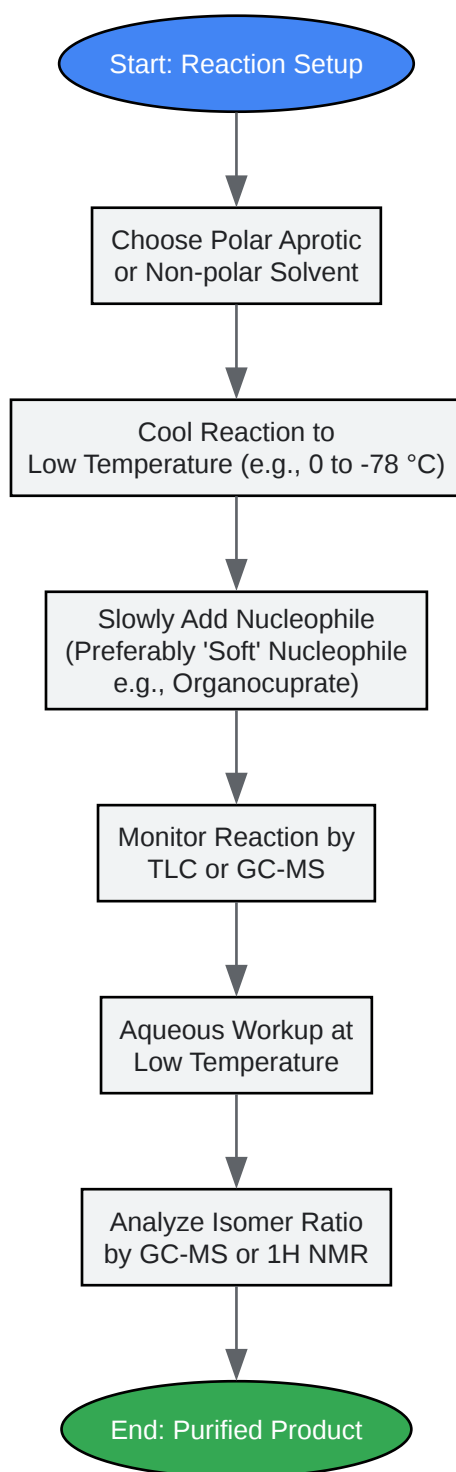 Start: Reaction Setup
Choose Polar Aprotic
or Non-polar Solvent
Cool Reaction to
Low Temperature (e.g., 0 to -78 °C)
Slowly Add Nucleophile
(Preferably 'Soft' Nucleophile
e.g., Organocuprate)
Monitor Reaction by
TLC or GC-MS
Aqueous Workup at
Low Temperature
Analyze Isomer Ratio
by GC-MS or 1H NMR
End: Purified Product